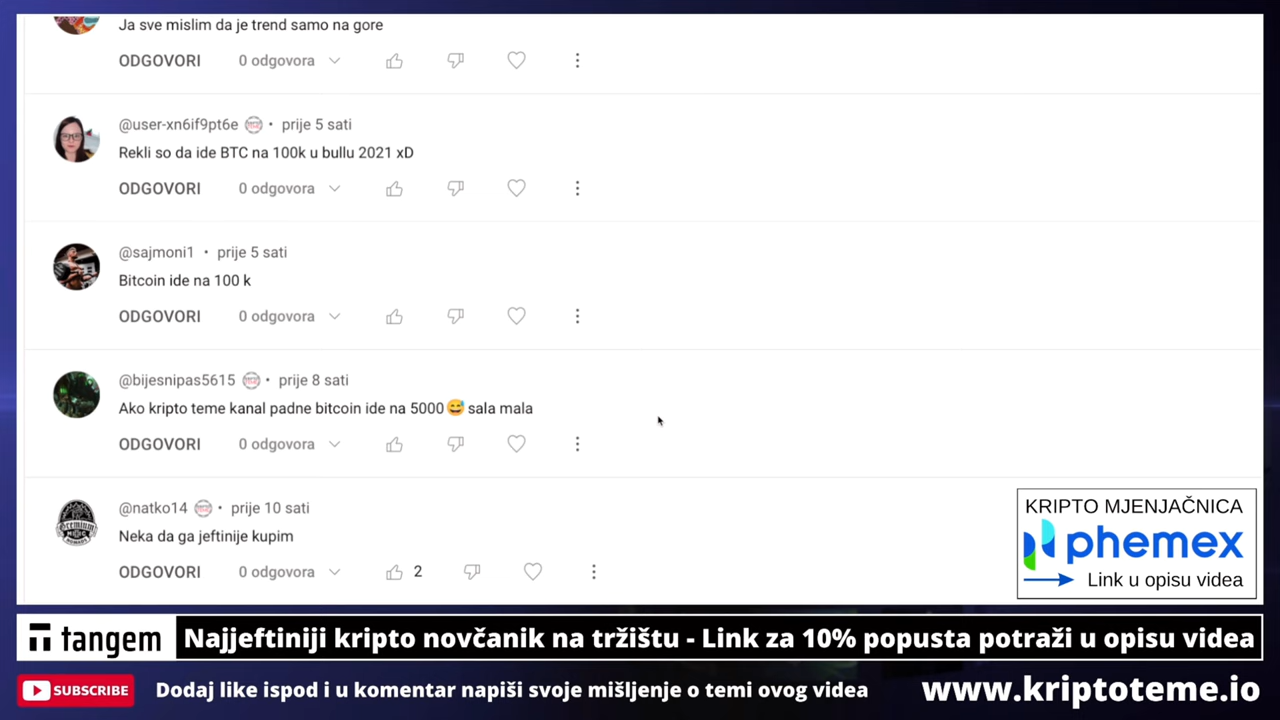 Ja sve mislim da je trend samo na gore
ODGOVORI 0 odgovora
@user-xn6if9pt6e • prije 5 sati
Rekli so da ide BTC na 100k u bullu 2021 xD
ODGOVORI 0 odgovora
@sajmoni1 • prije 5 sati
Bitcoin ide na 100 k
ODGOVORI 0 odgovora
@bijesnipas5615 • prije 8 sati
Ako kripto teme kanal padne bitcoin ide na 5000😅 sala mala
ODGOVORI 0 odgovora
@natko14 • prije 10 sati
Neka da ga jeftinije kupim
ODGOVORI 0 odgovora 2
KRIPTO MJENJAČNICA
phemex
Link u opisu videa
tangem Najjeftiniji kripto novčanik na tržištu - Link za 10% popusta potraži u opisu videa
SUBSCRIBE Dodaj like ispod i u komentar napiši svoje mišljenje o temi ovog videa www.kriptoteme.io